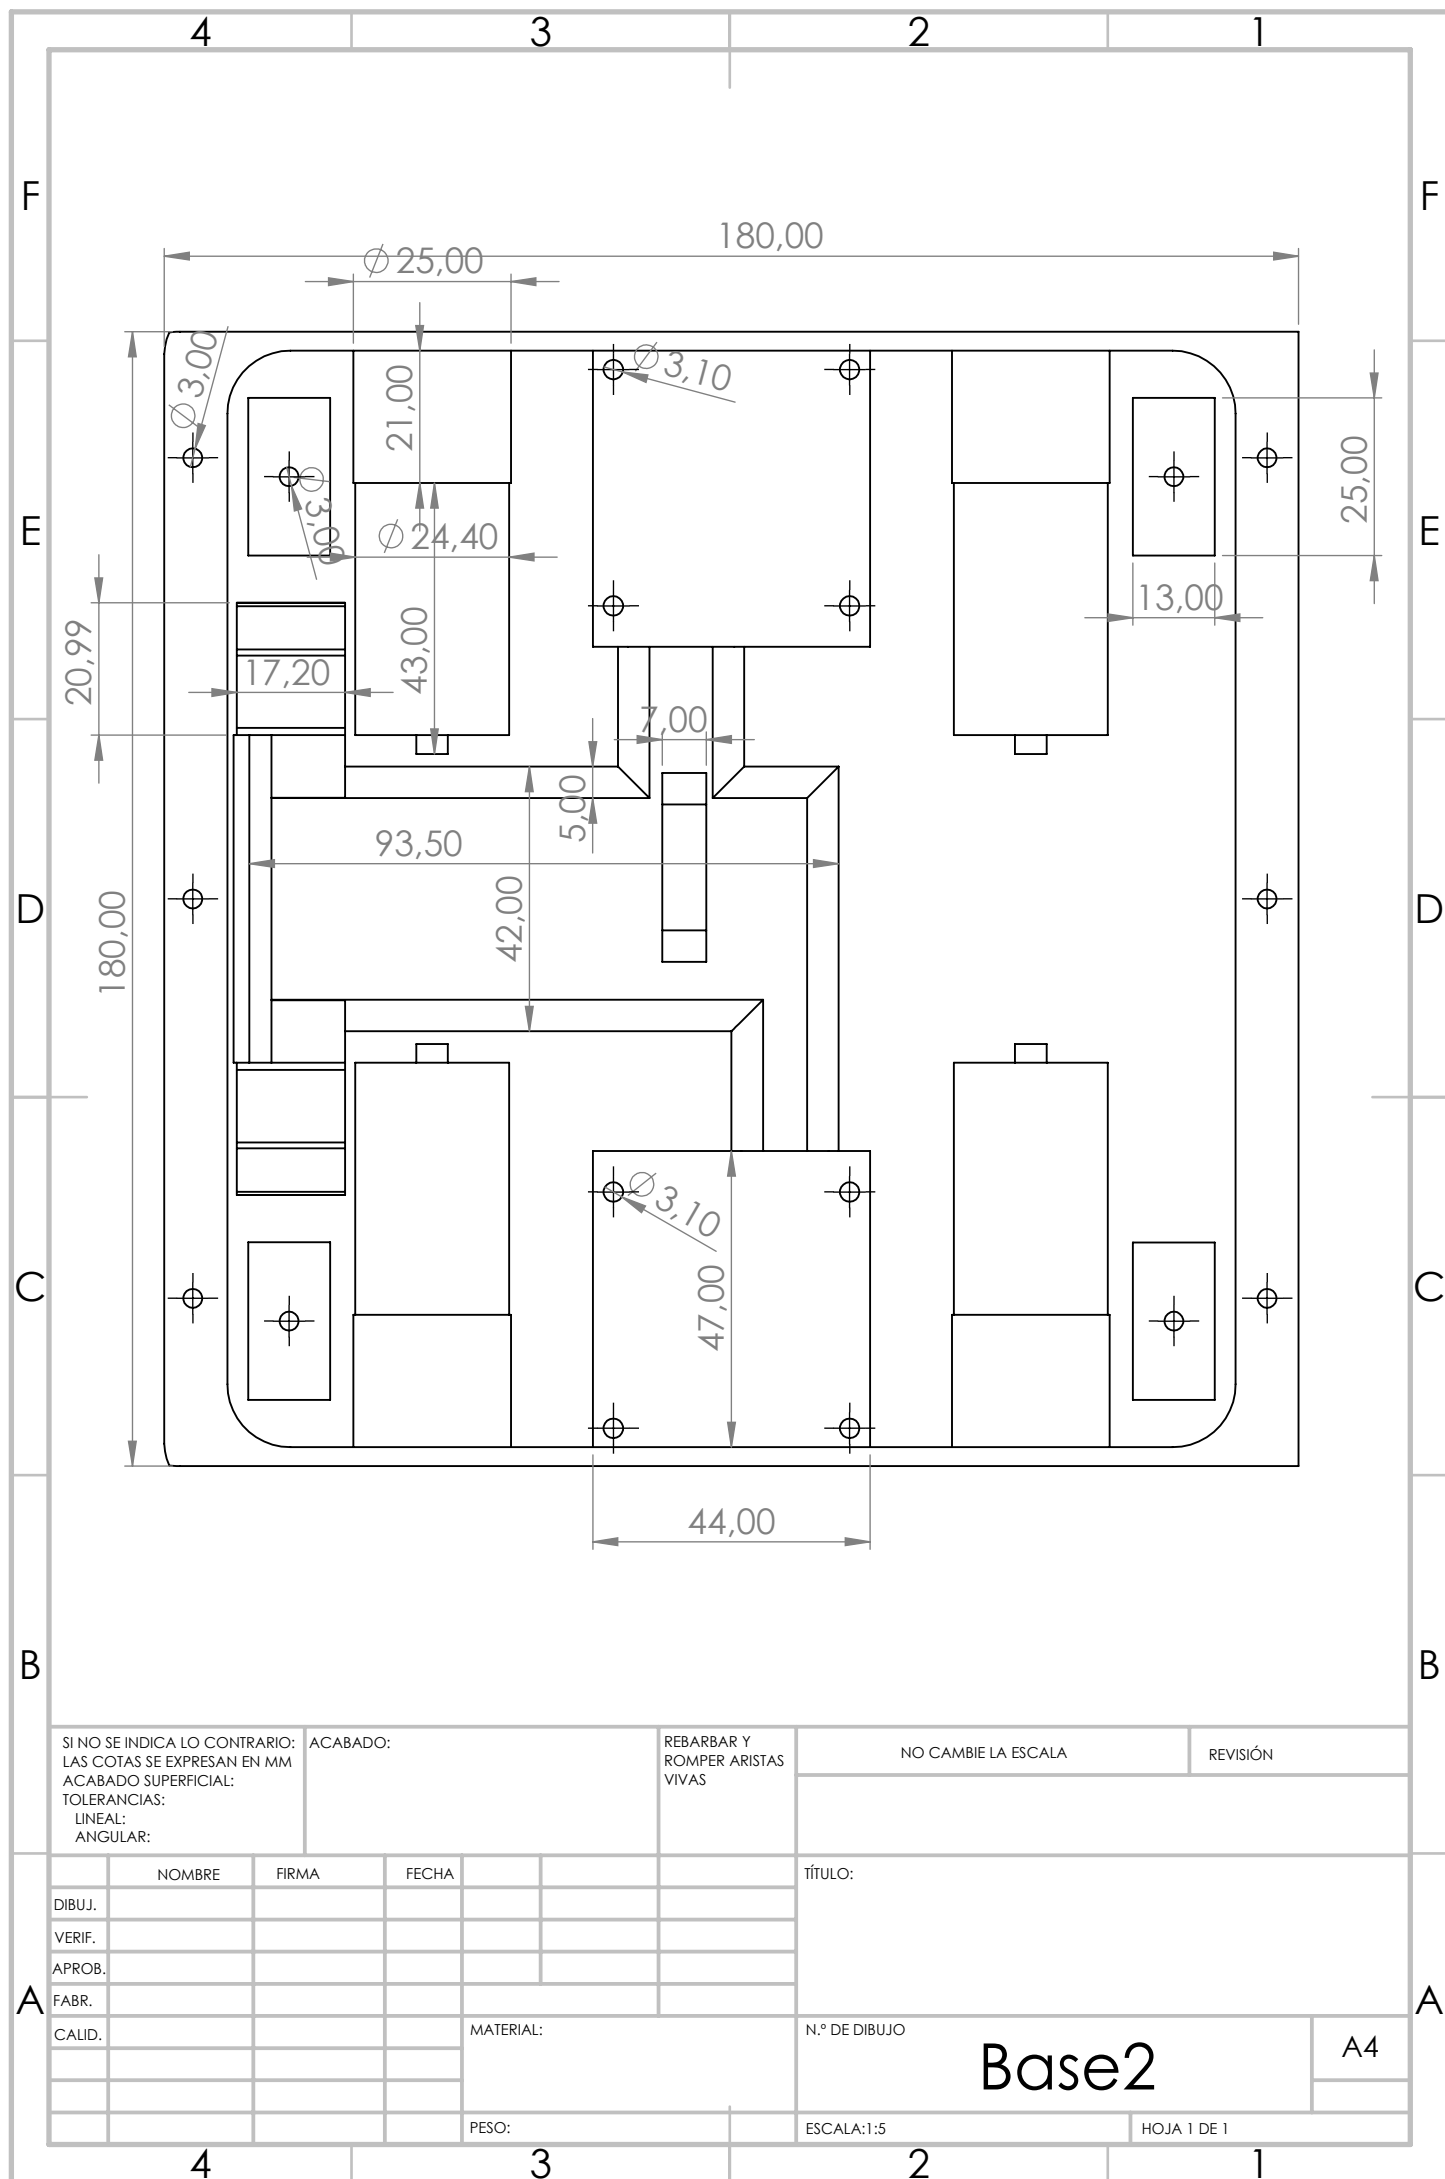 4 3 2 1
F F
180,00
⌀ 25,00
⌀ 3,00
⌀ 3,10
21,00
25,00
⌀ 3,00
⌀ 24,40
E E
13,00
20,99
17,20
43,00
7,00
5,00
93,50
42,00
D D
180,00
⌀ 3,10
47,00
C C
44,00
B B
SI NO SE INDICA LO CONTRARIO:
LAS COTAS SE EXPRESAN EN MM
ACABADO SUPERFICIAL:
TOLERANCIAS:
LINEAL:
ANGULAR:
ACABADO:
REBARBAR Y
ROMPER ARISTAS
VIVAS
NO CAMBIE LA ESCALA
REVISIÓN
NOMBRE FIRMA FECHA
TÍTULO:
DIBUJ.
VERIF.
APROB.
FABR.
A A
CALID.
MATERIAL:
N.º DE DIBUJO
Base2
A4
PESO:
ESCALA:1:5
HOJA 1 DE 1
4 3 2 1